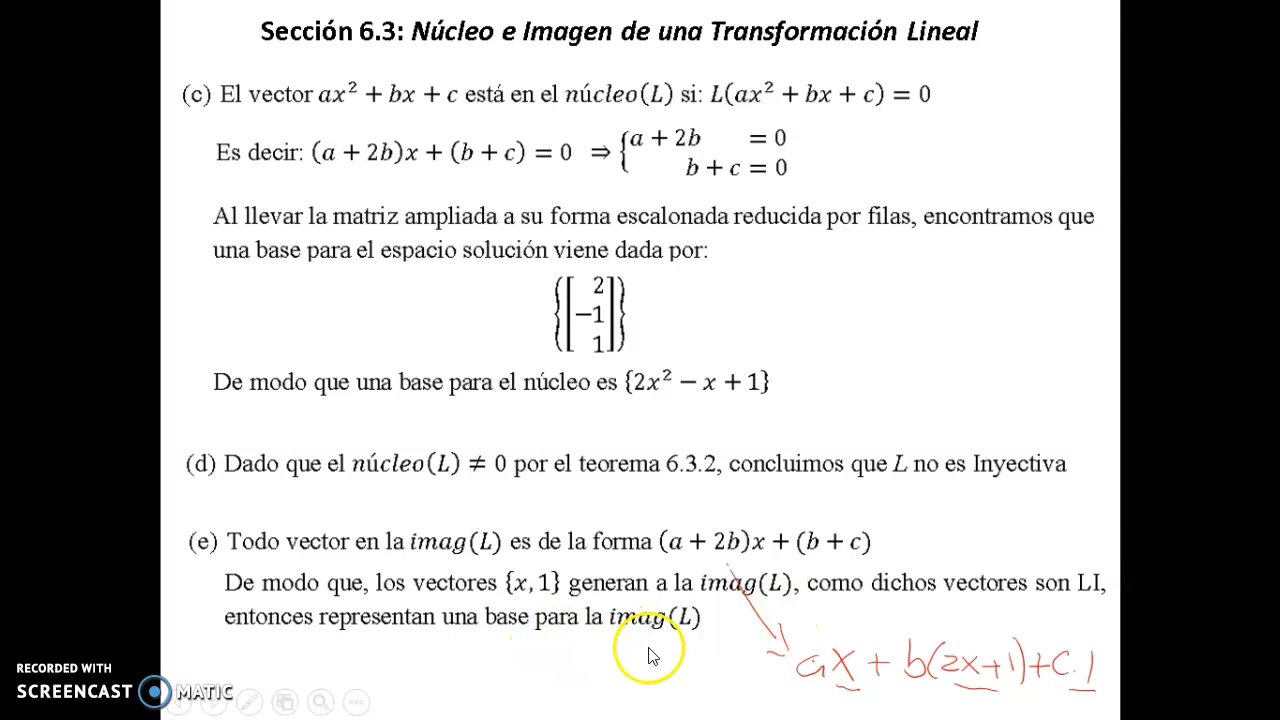 Sección 6.3: Núcleo e Imagen de una Transformación Lineal
(c) El vector ax² + bx + c está en el núcleo(L) si: L(ax² + bx + c) = 0
Es decir: (a + 2b)x + (b + c) = 0 ⇒ { a + 2b = 0
b + c = 0
Al llevar la matriz ampliada a su forma escalonada reducida por filas, encontramos que
una base para el espacio solución viene dada por:
{[ 2
−1
1 ]}
De modo que una base para el núcleo es {2x² − x + 1}
(d) Dado que el núcleo(L) ≠ 0 por el teorema 6.3.2, concluimos que L no es Inyectiva
(e) Todo vector en la imag(L) es de la forma (a + 2b)x + (b + c)
De modo que, los vectores {x, 1} generan a la imag(L), como dichos vectores son LI,
entonces representan una base para la imag(L)
ax + b(2x+1)+c.1
RECORDED WITH
SCREENCAST MATIC